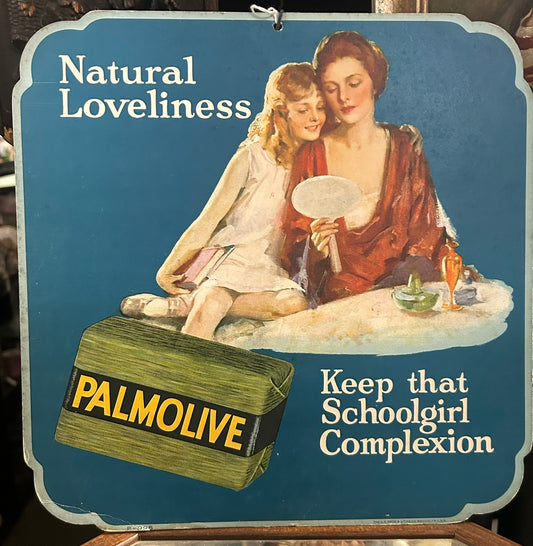 Natural
Loveliness
PALMOLIVE
Keep that
Schoolgirl
Complexion